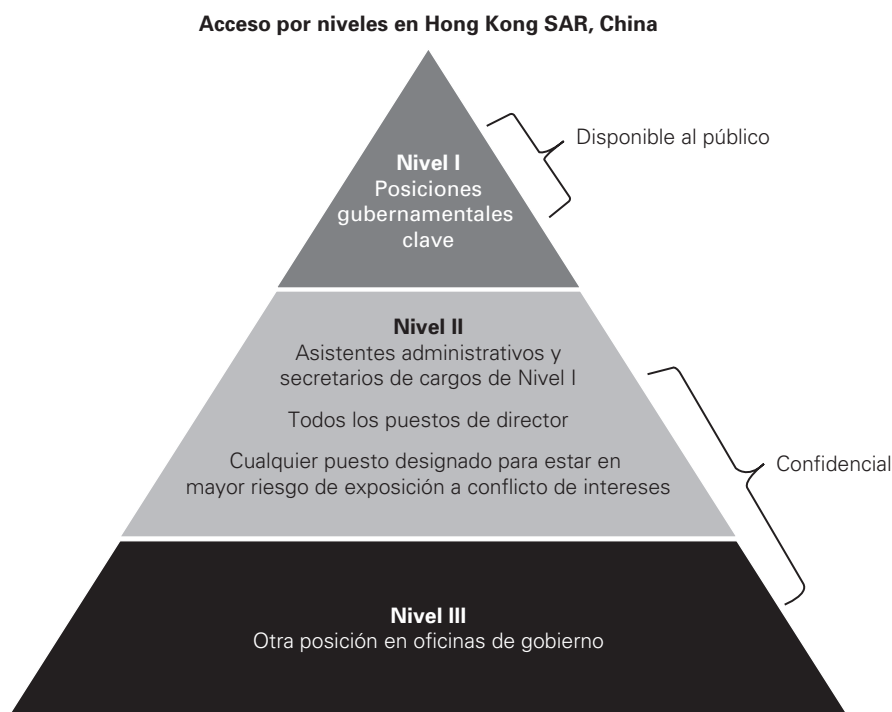 Acceso por niveles en Hong Kong SAR, China
Disponible al público
Nivel I
Posiciones
gubernamentales
clave
Nivel II
Asistentes administrativos y
secretarios de cargos de Nivel I
Todos los puestos de director
Cualquier puesto designado para estar en
mayor riesgo de exposición a conflicto de intereses
Confidencial
Nivel III
Otra posición en oficinas de gobierno